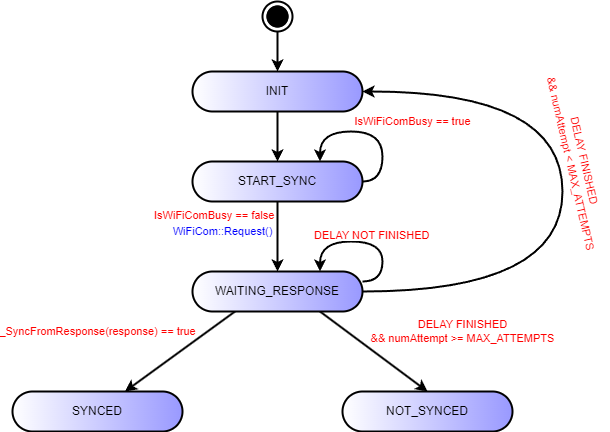 INIT
IsWiFiComBusy == true
START_SYNC
IsWiFiComBusy == false
WiFiCom::Request()
DELAY NOT FINISHED
DELAY FINISHED
&& numAttempt < MAX_ATTEMPTS
WAITING_RESPONSE
_SyncFromResponse(response) == true
DELAY FINISHED
&& numAttempt >= MAX_ATTEMPTS
SYNCED
NOT_SYNCED